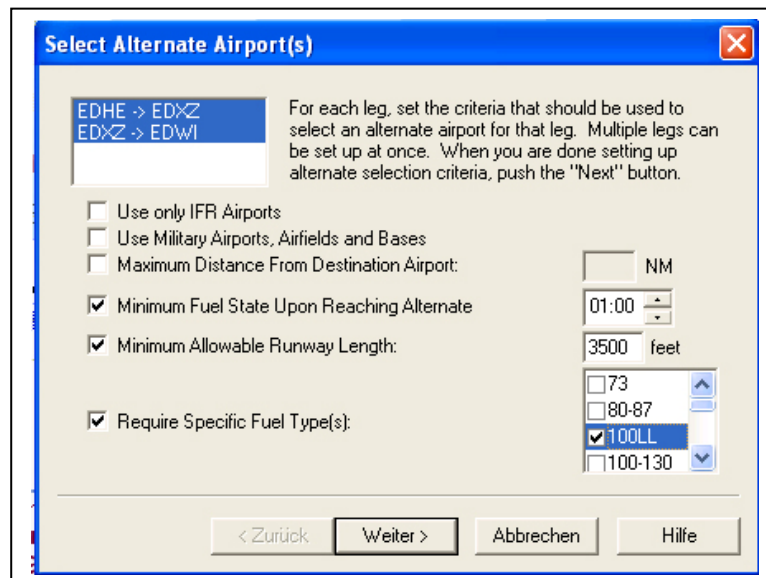 Select Alternate Airport(s)
EDHE -> EDXZ
EDXZ -> EDWI
For each leg, set the criteria that should be used to
select an alternate airport for that leg. Multiple legs can
be set up at once. When you are done setting up
alternate selection criteria, push the "Next" button.
Use only IFR Airports
Use Military Airports, Airfields and Bases
Maximum Distance From Destination Airport:
NM
Minimum Fuel State Upon Reaching Alternate
01:00
Minimum Allowable Runway Length:
3500 feet
Require Specific Fuel Type(s):
73
80-87
100LL
100-130
< Zurück
Weiter >
Abbrechen
Hilfe